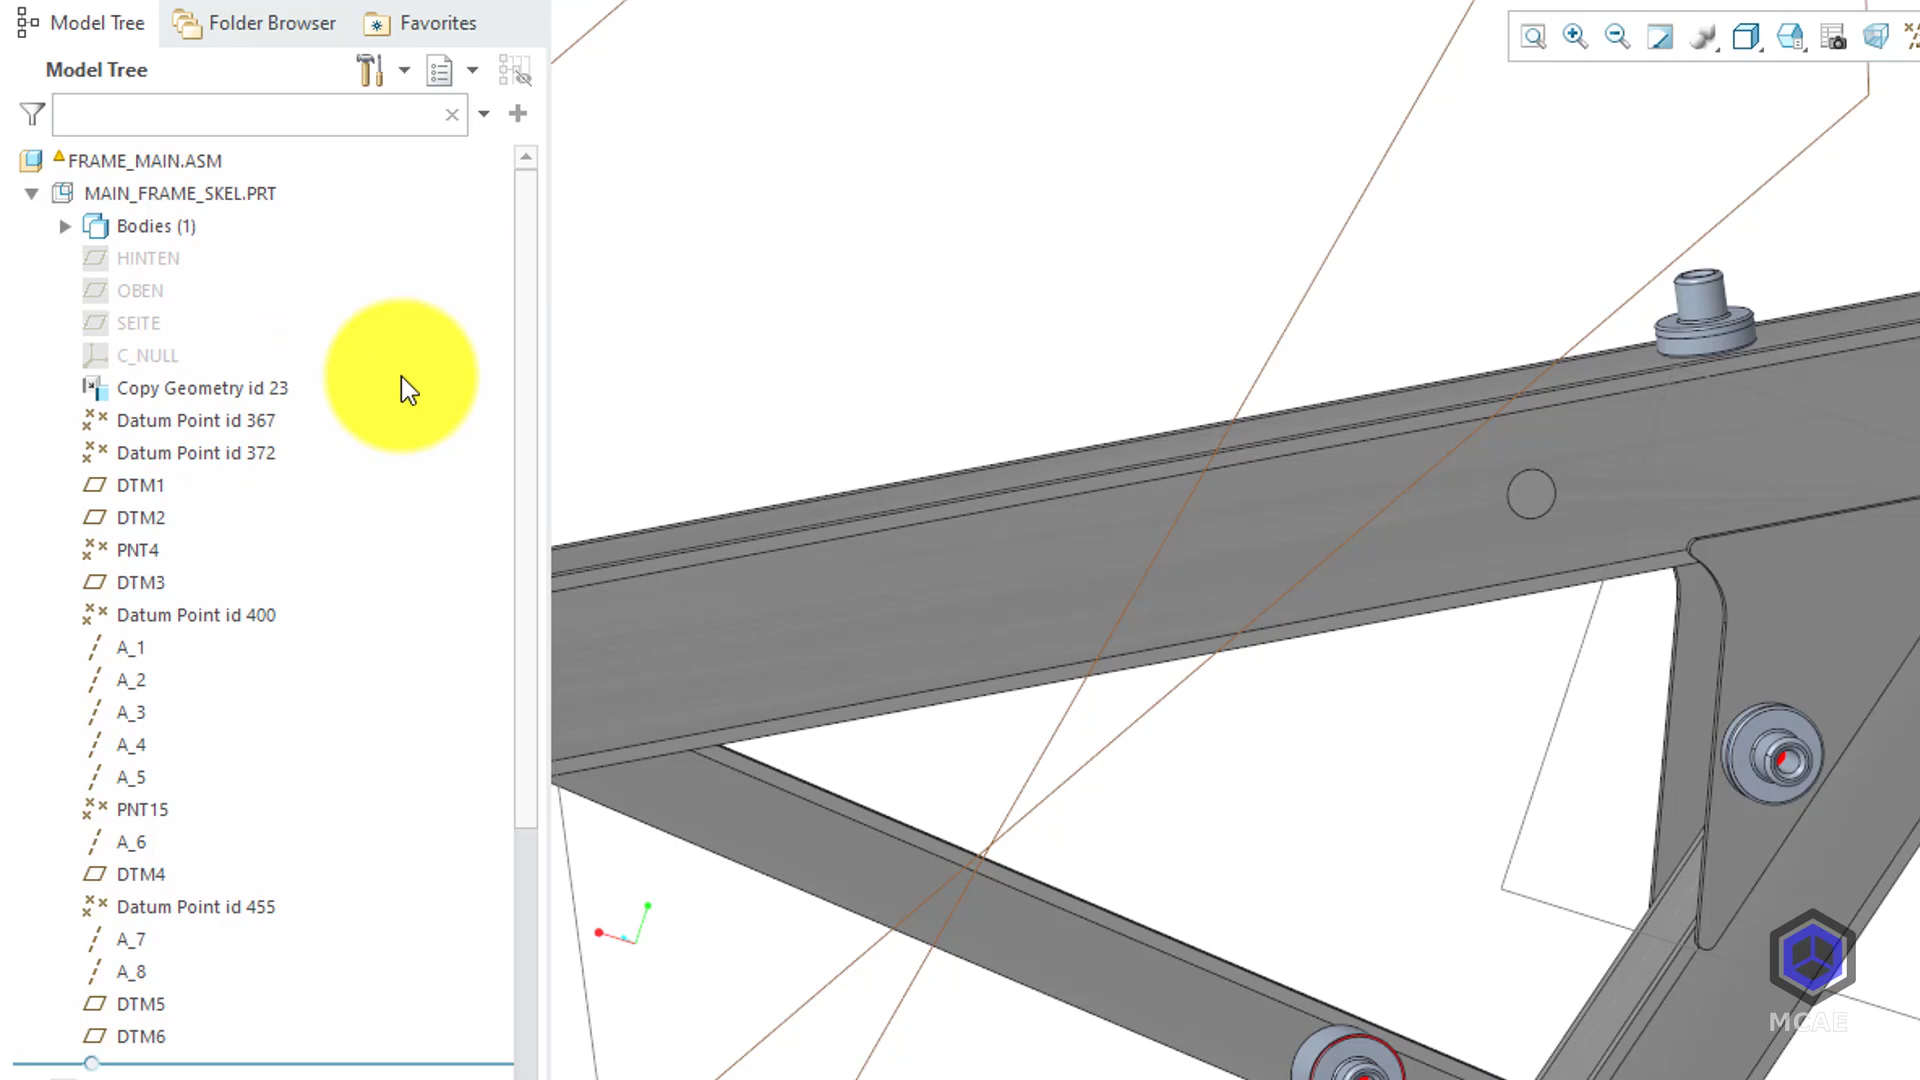 Model Tree
Folder Browser
Favorites
Model Tree
FRAME_MAIN.ASM
MAIN_FRAME_SKEL.PRT
Bodies (1)
HINTEN
OBEN
SEITE
C_NULL
Copy Geometry id 23
Datum Point id 367
Datum Point id 372
DTM1
DTM2
PNT4
DTM3
Datum Point id 400
A_1
A_2
A_3
A_4
A_5
PNT15
A_6
DTM4
Datum Point id 455
A_7
A_8
DTM5
DTM6
MCAE